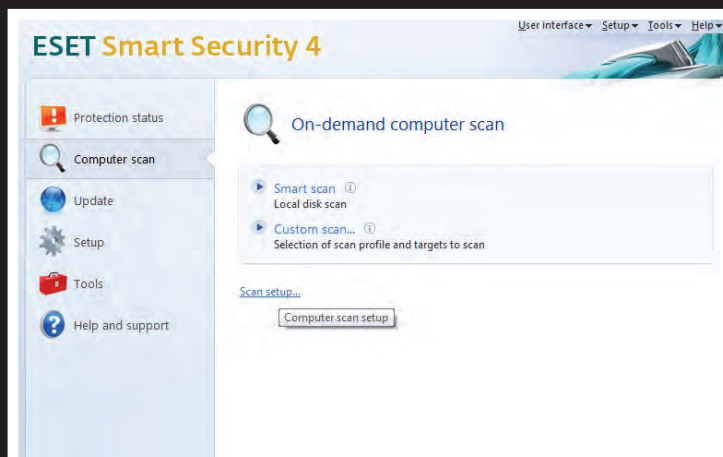 User interface Setup Tools Help
ESET Smart Security 4
Protection status
Computer scan
Update
Setup
Tools
Help and support
On-demand computer scan
Smart scan
Local disk scan
Custom scan...
Selection of scan profile and targets to scan
Scan setup...
Computer scan setup